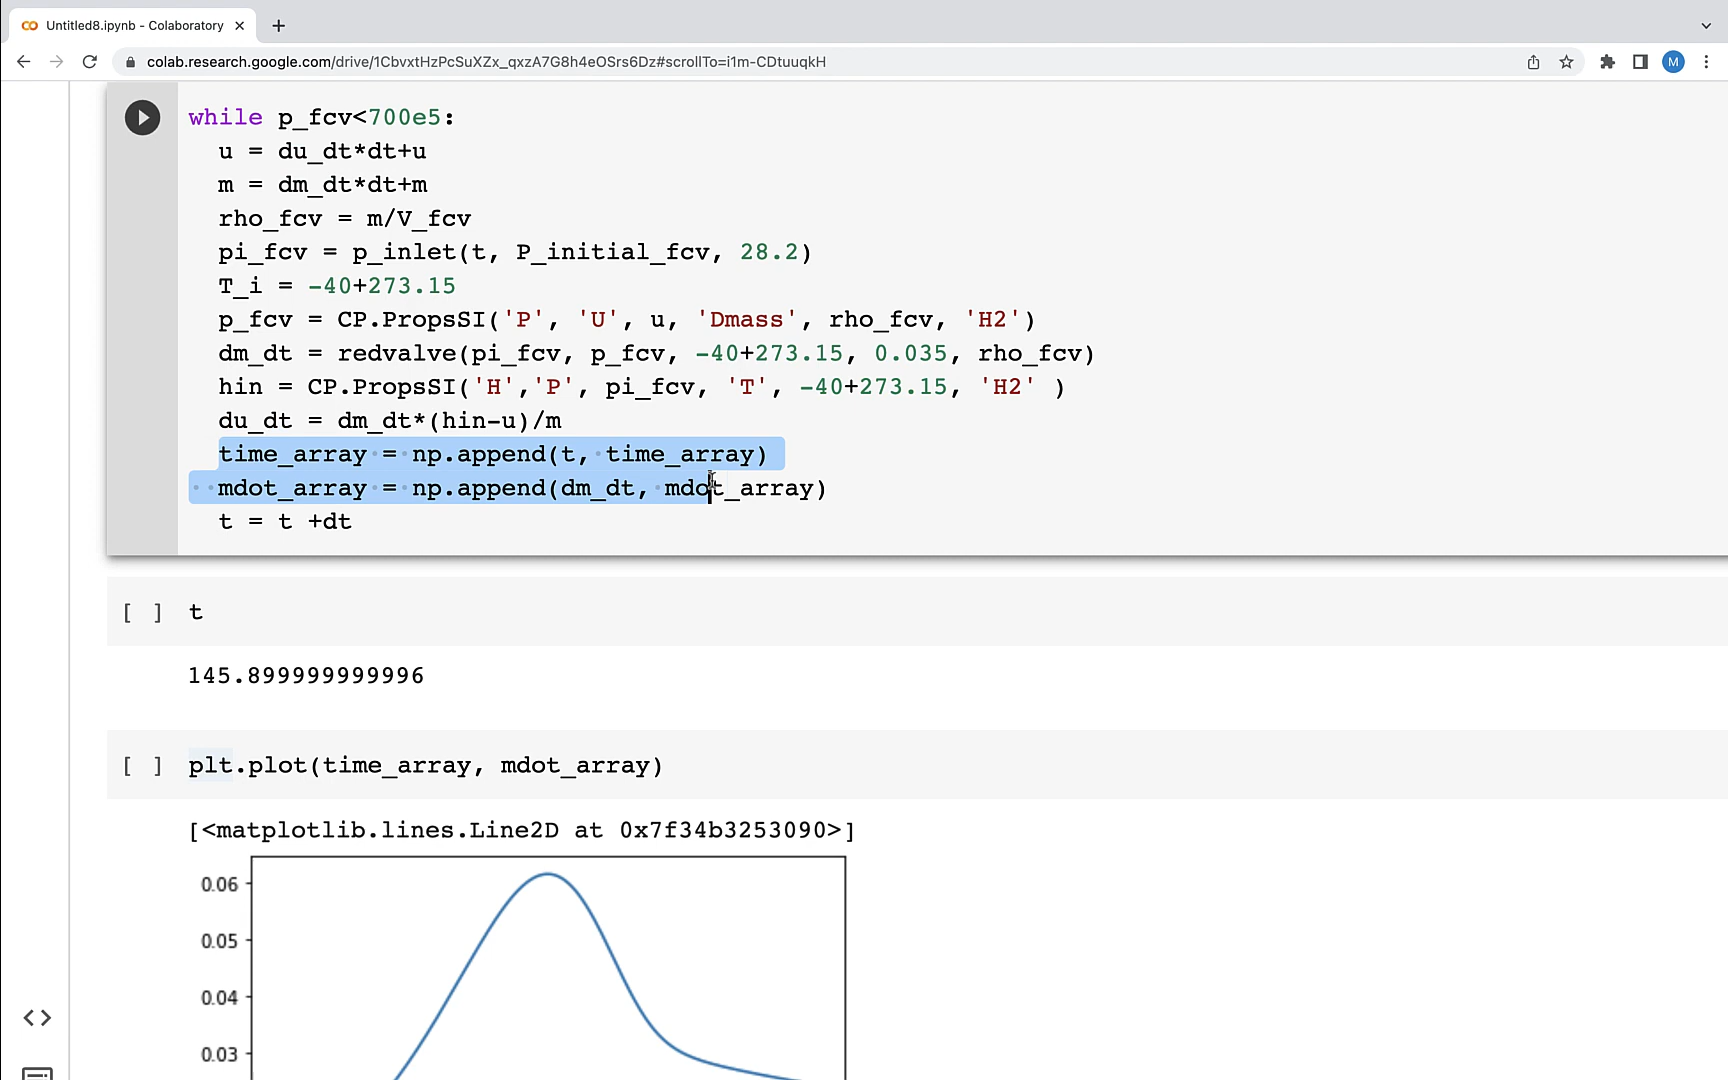 Untitled8.ipynb - Colaboratory
colab.research.google.com/drive/1CbvxtHzPcSuXZx_qxzA7G8h4eOSrs6Dz#scrollTo=i1m-CDtuuqkH
M
while p_fcv<700e5:
u = du_dt*dt+u
m = dm_dt*dt+m
rho_fcv = m/V_fcv
pi_fcv = p_inlet(t, P_initial_fcv, 28.2)
T_i = -40+273.15
p_fcv = CP.PropsSI('P', 'U', u, 'Dmass', rho_fcv, 'H2')
dm_dt = redvalve(pi_fcv, p_fcv, -40+273.15, 0.035, rho_fcv)
hin = CP.PropsSI('H','P', pi_fcv, 'T', -40+273.15, 'H2' )
du_dt = dm_dt*(hin-u)/m
time_array = np.append(t, time_array)
mdot_array = np.append(dm_dt, mdot_array)
t = t +dt
[ ] t
145.899999999996
[ ] plt.plot(time_array, mdot_array)
[<matplotlib.lines.Line2D at 0x7f34b3253090>]
0.06
0.05
0.04
0.03